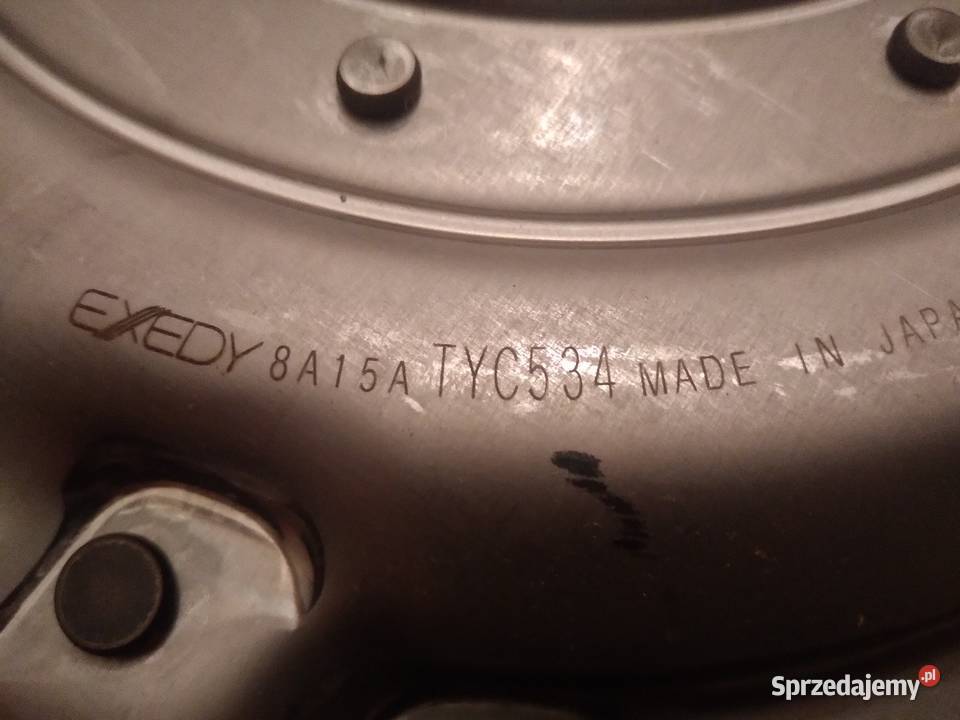 EXEDY 8A15A TYC534 MADE IN JAPA
Sprzedajemy.pl